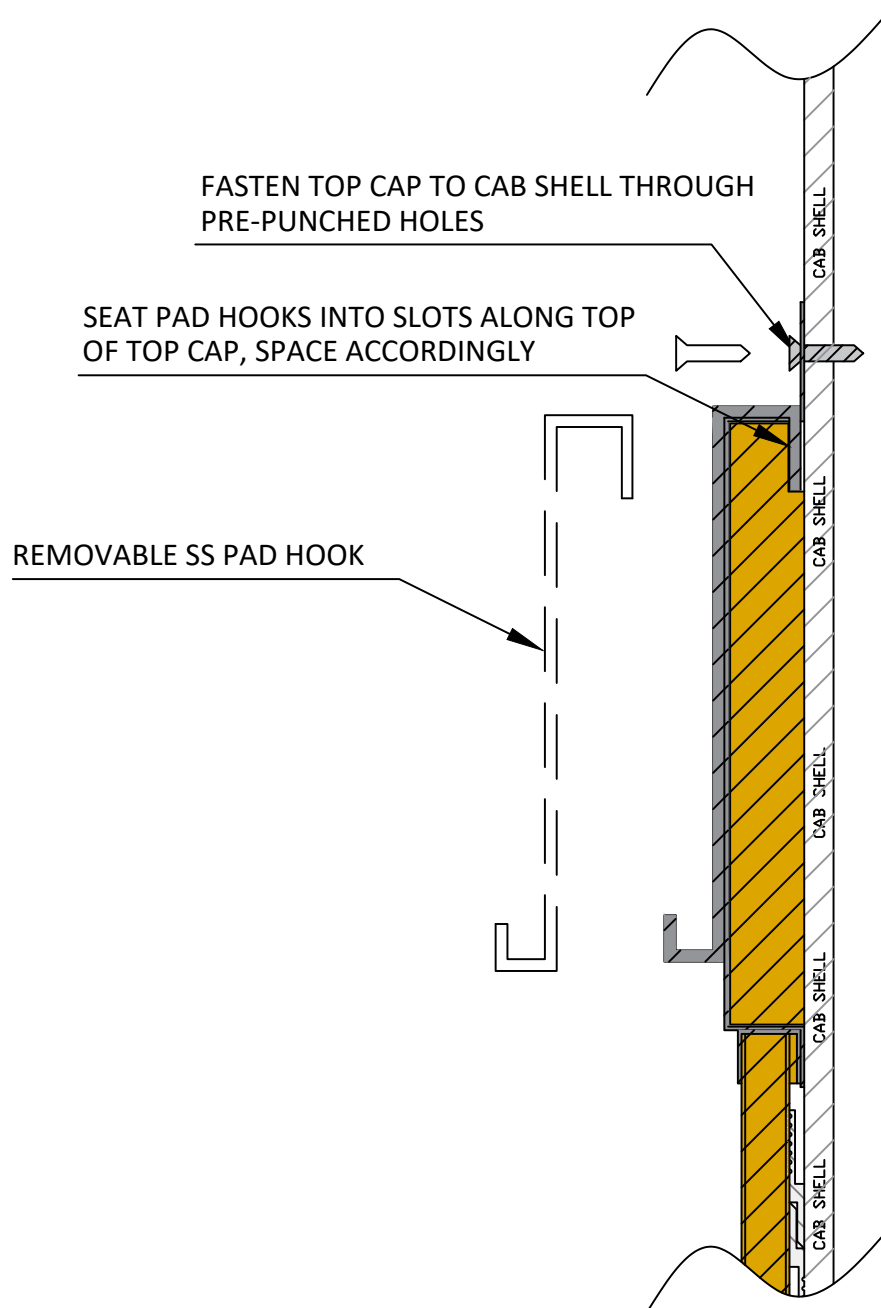 FASTEN TOP CAP TO CAB SHELL THROUGH
PRE-PUNCHED HOLES
SEAT PAD HOOKS INTO SLOTS ALONG TOP
OF TOP CAP, SPACE ACCORDINGLY
REMOVABLE SS PAD HOOK
CAB SHELL
CAB SHELL
CAB SHELL
CAB SHELL
CAB SHELL